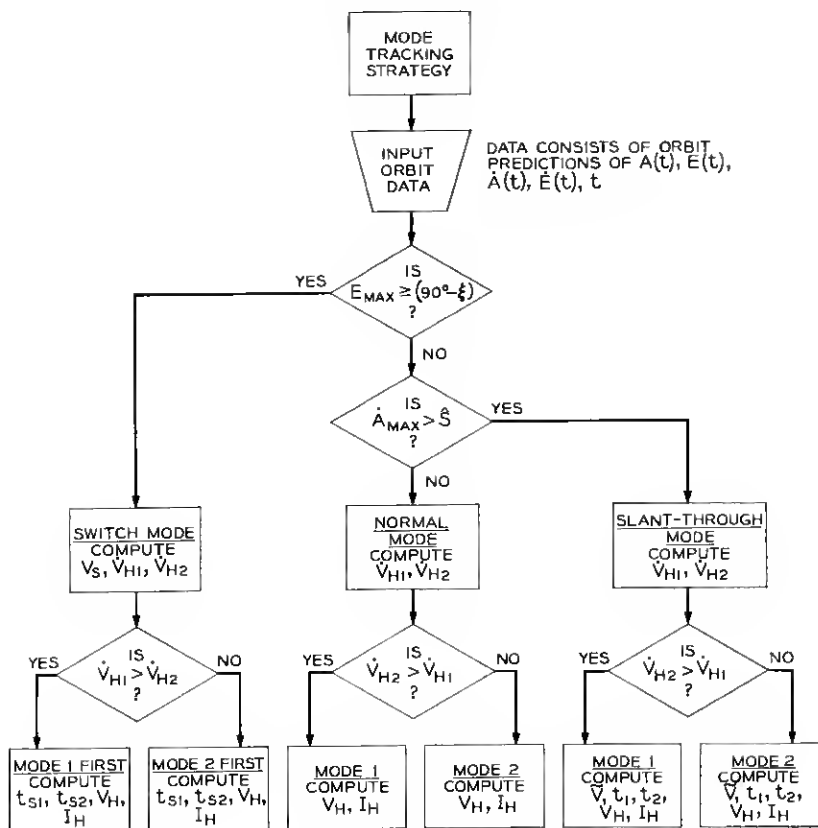 MODE
TRACKING
STRATEGY
INPUT
ORBIT
DATA
DATA CONSISTS OF ORBIT
PREDICTIONS OF A(t), E(t),
Ȧ(t), Ė(t), t
IS
E_MAX ≥ (90°-ξ)
?
YES
NO
IS
Ȧ_MAX > Ŝ
?
YES
NO
SWITCH MODE
COMPUTE
V_S, V̇_H1, V̇_H2
NORMAL
MODE
COMPUTE
V̇_H1, V̇_H2
SLANT-THROUGH
MODE
COMPUTE
V̇_H1, V̇_H2
YES
IS
V̇_H1 > V̇_H2
?
NO
YES
IS
V̇_H2 > V̇_H1
?
NO
YES
IS
V̇_H2 > V̇_H1
?
NO
MODE 1 FIRST
COMPUTE
t_S1, t_S2, V_H,
I_H
MODE 2 FIRST
COMPUTE
t_S1, t_S2, V_H,
I_H
MODE 1
COMPUTE
V_H, I_H
MODE 2
COMPUTE
V_H, I_H
MODE 1
COMPUTE
Ṽ, t_1, t_2,
V_H, I_H
MODE 2
COMPUTE
Ṽ, t_1, t_2,
V_H, I_H